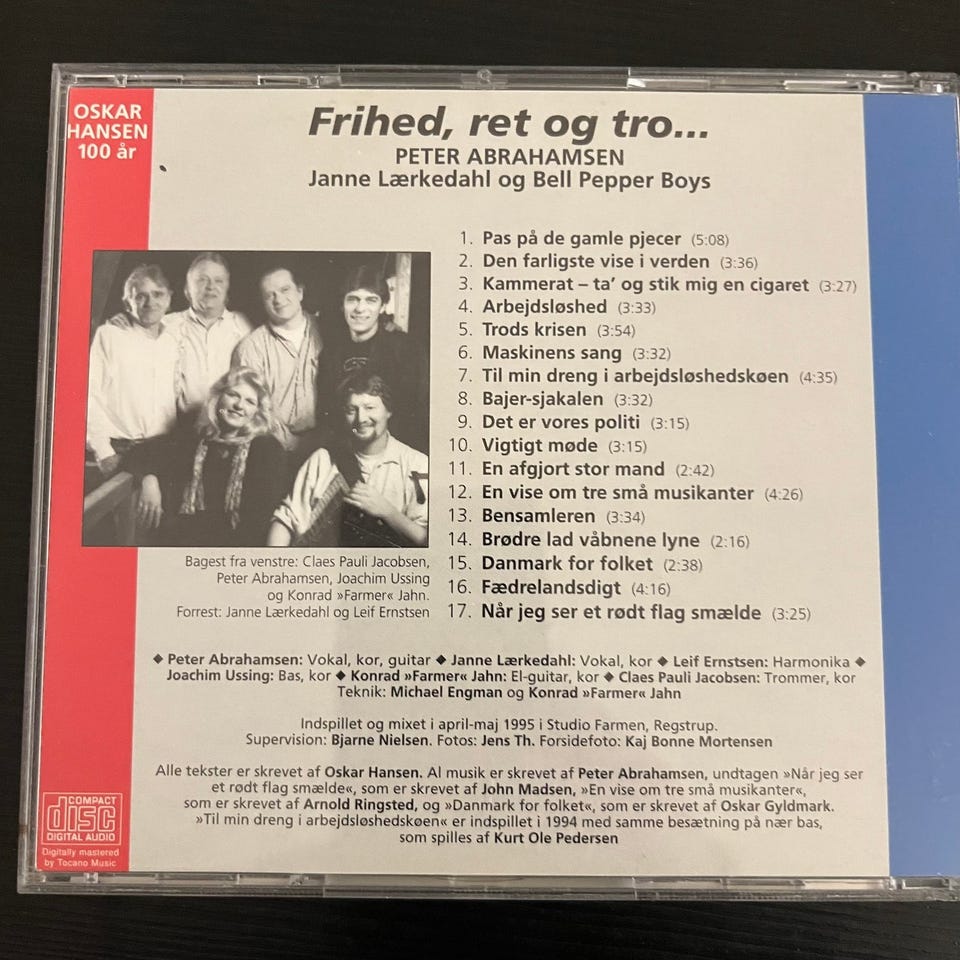 OSKAR
HANSEN
100 år
Frihed, ret og tro...
PETER ABRAHAMSEN
Janne Lærkedahl og Bell Pepper Boys
1. Pas på de gamle pjecer (5:08)
2. Den farligste vise i verden (3:36)
3. Kammerat – ta’ og stik mig en cigaret (3:27)
4. Arbejdsløshed (3:33)
5. Trods krisen (3:54)
6. Maskinens sang (3:32)
7. Til min dreng i arbejdsløshedskøen (4:35)
8. Bajer-sjakalen (3:32)
9. Det er vores politi (3:15)
10. Vigtigt møde (3:15)
11. En afgjort stor mand (2:42)
12. En vise om tre små musikanter (4:26)
13. Bensamleren (3:34)
14. Brødre lad våbnene lyne (2:16)
15. Danmark for folket (2:38)
16. Fædrelandsdigt (4:16)
17. Når jeg ser et rødt flag smælde (3:25)
Bagest fra venstre: Claes Pauli Jacobsen,
Peter Abrahamsen, Joachim Ussing
og Konrad »Farmer« Jahn.
Forrest: Janne Lærkedahl og Leif Ernstsen
◆ Peter Abrahamsen: Vokal, kor, guitar ◆ Janne Lærkedahl: Vokal, kor ◆ Leif Ernstsen: Harmonika ◆
Joachim Ussing: Bas, kor ◆ Konrad »Farmer« Jahn: El-guitar, kor ◆ Claes Pauli Jacobsen: Trommer, kor
Teknik: Michael Engman og Konrad »Farmer« Jahn
Indspillet og mixet i april-maj 1995 i Studio Farmen, Regstrup.
Supervision: Bjarne Nielsen. Fotos: Jens Th. Forsidefoto: Kaj Bonne Mortensen
Alle tekster er skrevet af Oskar Hansen. Al musik er skrevet af Peter Abrahamsen, undtagen »Når jeg ser
et rødt flag smælde«, som er skrevet af John Madsen, »En vise om tre små musikanter«,
som er skrevet af Arnold Ringsted, og »Danmark for folket«, som er skrevet af Oskar Gyldmark.
»Til min dreng i arbejdsløshedskøen« er indspillet i 1994 med samme besætning på nær bas,
som spilles af Kurt Ole Pedersen
COMPACT
disc
DIGITAL AUDIO
Digitally mastered
by Tocano Music